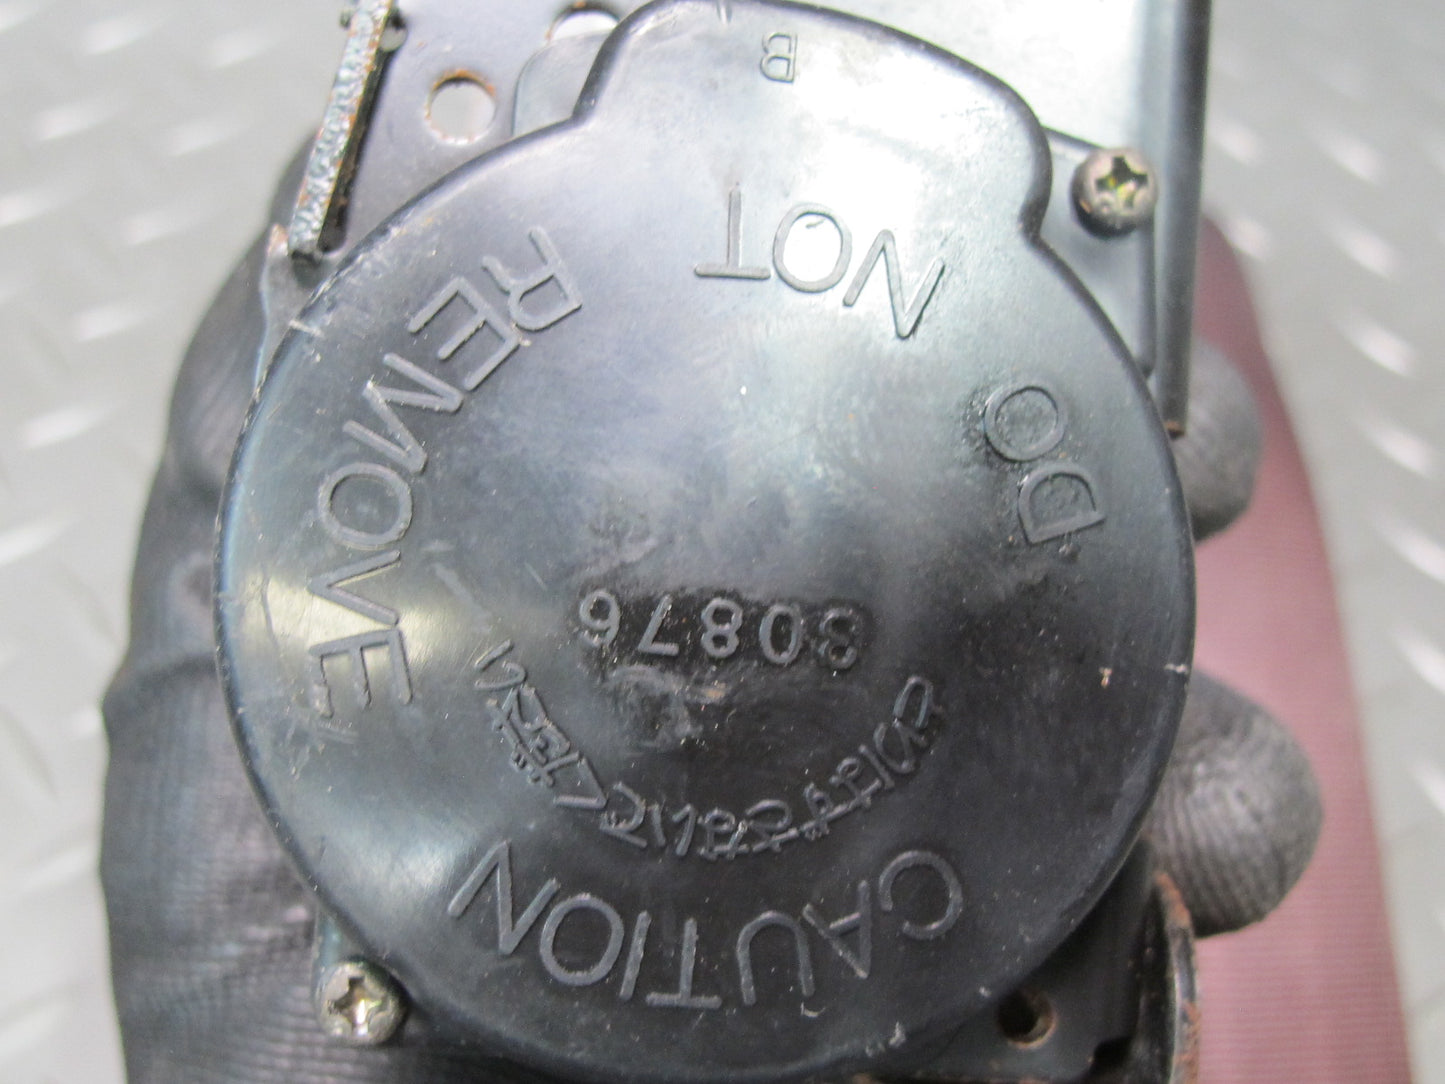 B
CAUTION DO NOT REMOVE
30876